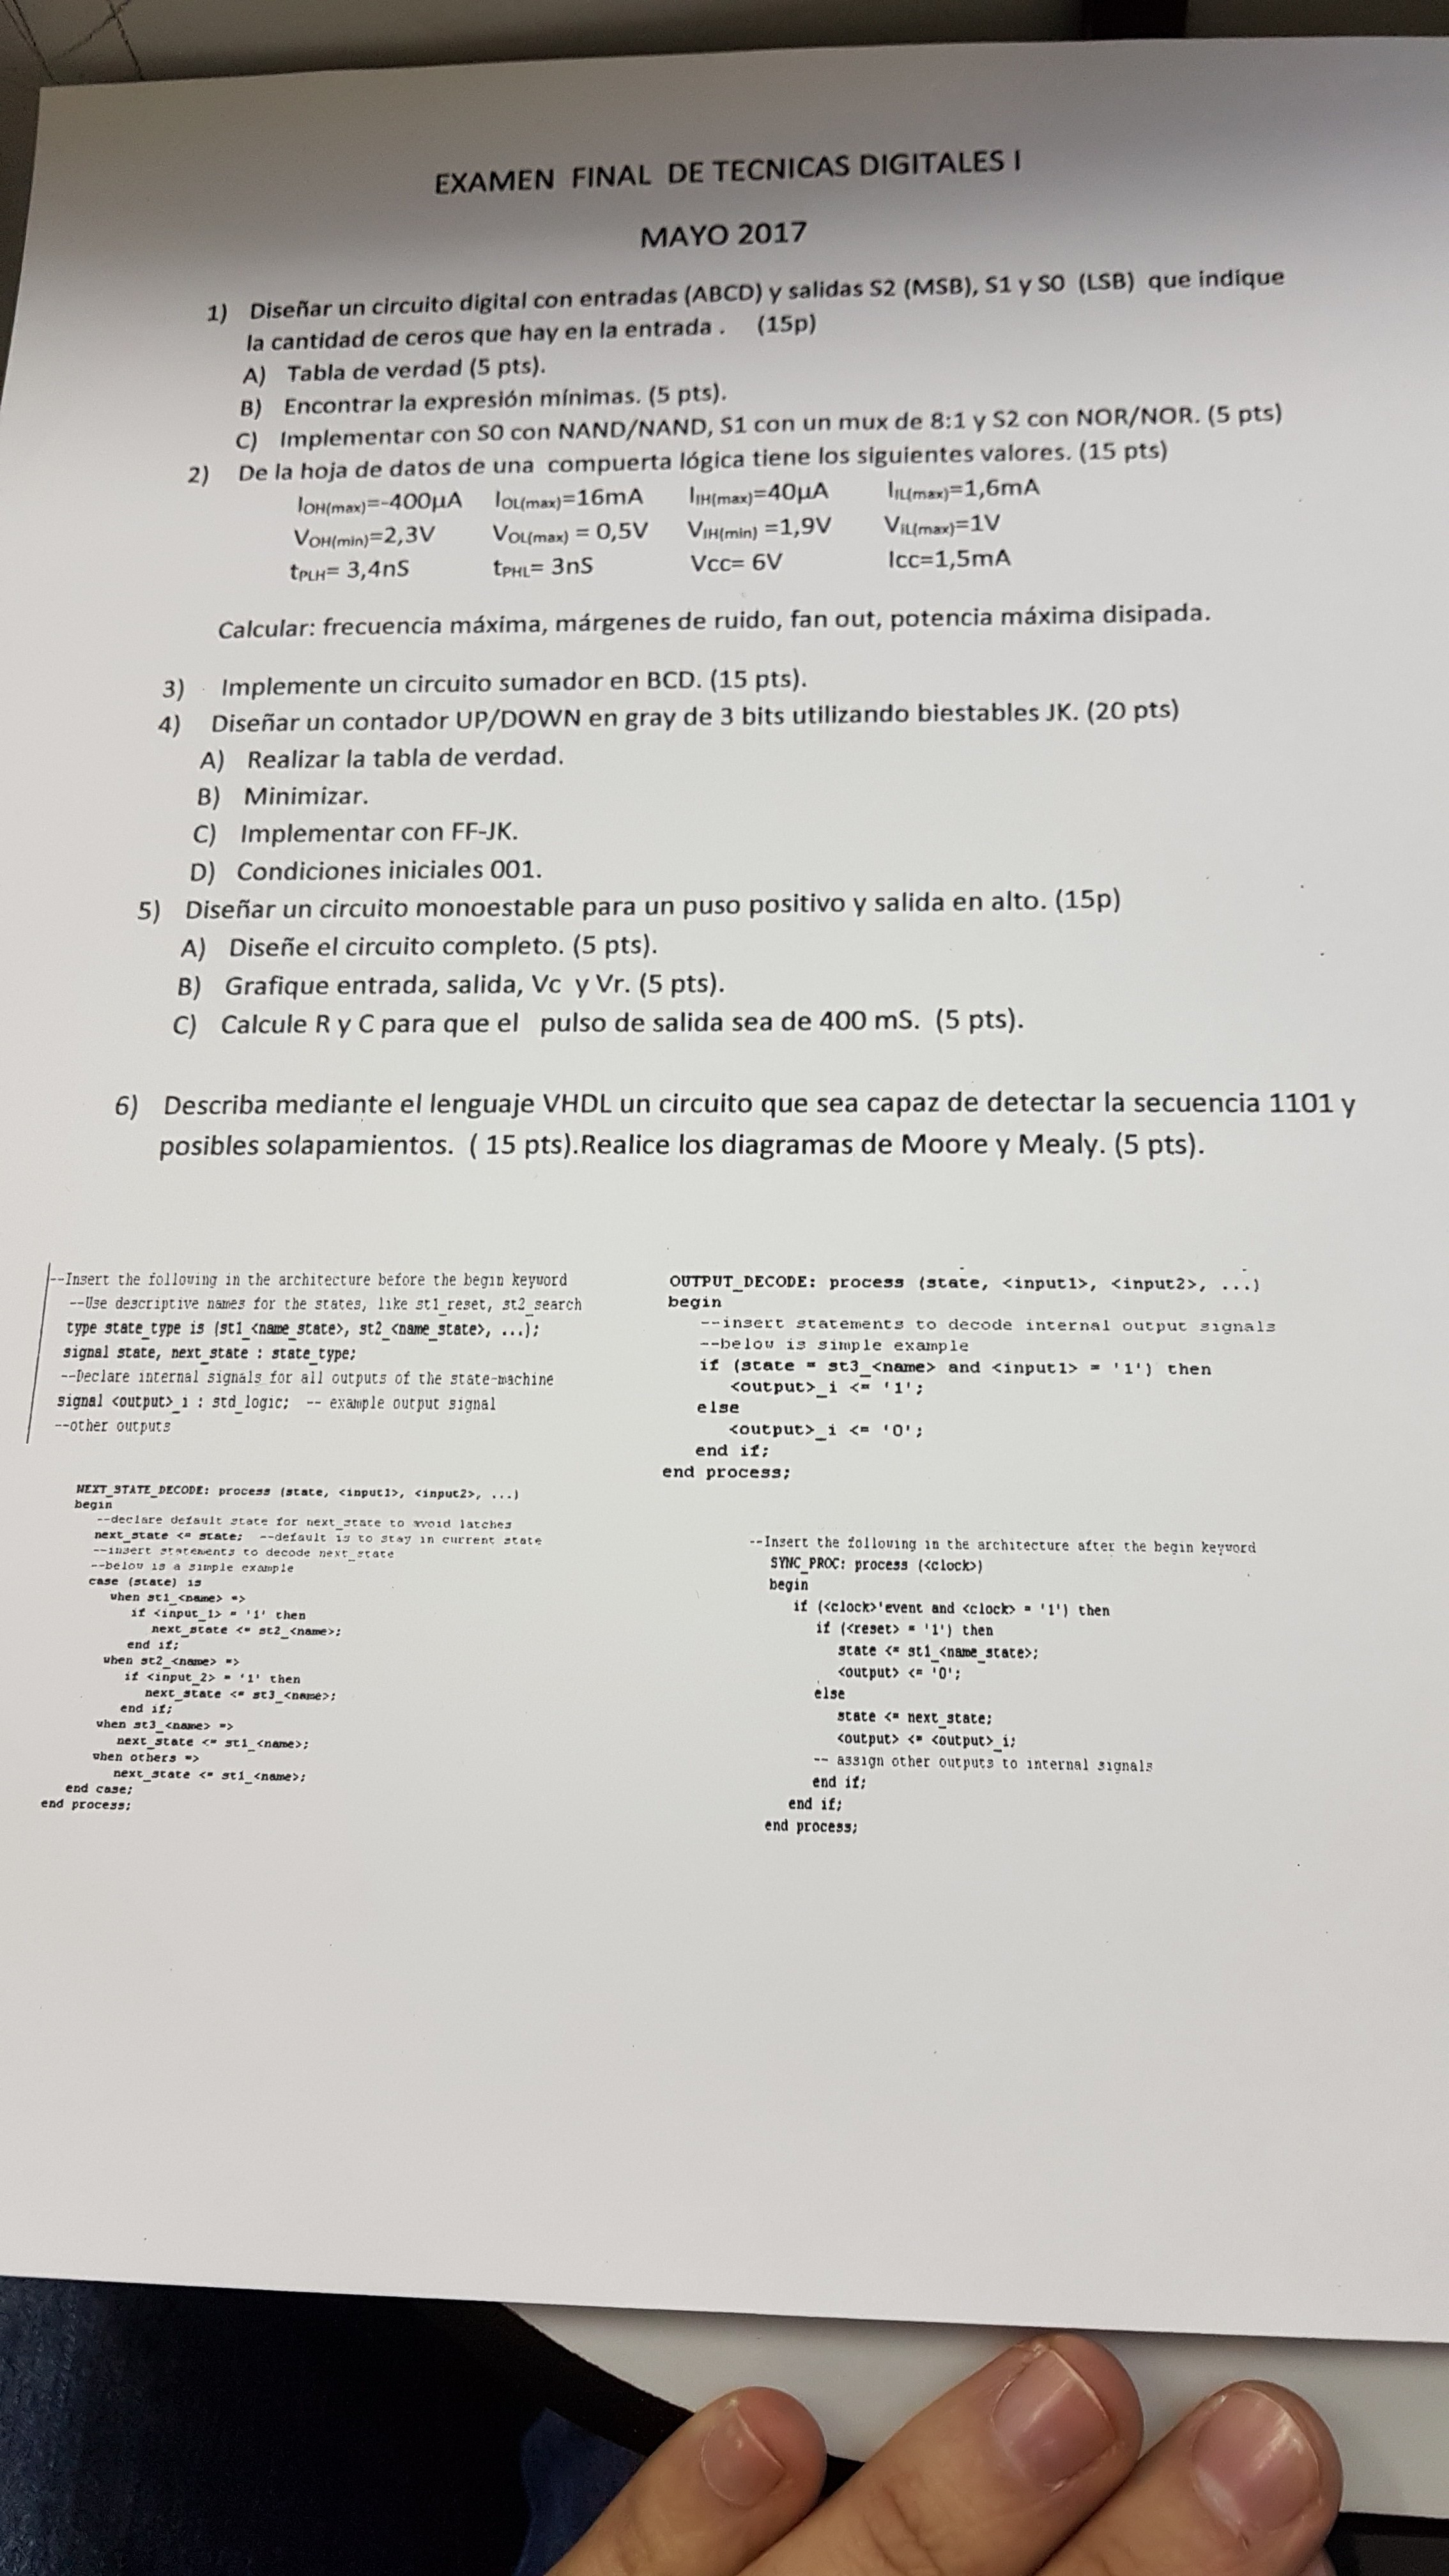 EXAMEN FINAL DE TECNICAS DIGITALES I
MAYO 2017
1) Diseñar un circuito digital con entradas (ABCD) y salidas S2 (MSB), S1 y S0 (LSB) que indique
la cantidad de ceros que hay en la entrada . (15p)
A) Tabla de verdad (5 pts).
B) Encontrar la expresión mínimas. (5 pts).
C) Implementar con S0 con NAND/NAND, S1 con un mux de 8:1 y S2 con NOR/NOR. (5 pts)
2) De la hoja de datos de una compuerta lógica tiene los siguientes valores. (15 pts)
IOH(max)=-400µA IOL(max)=16mA IIH(max)=40µA IIL(max)=1,6mA
VOH(min)=2,3V VOL(max) = 0,5V VIH(min) =1,9V VIL(max)=1V
tPLH= 3,4nS tPHL= 3nS Vcc= 6V Icc=1,5mA
Calcular: frecuencia máxima, márgenes de ruido, fan out, potencia máxima disipada.
3) Implemente un circuito sumador en BCD. (15 pts).
4) Diseñar un contador UP/DOWN en gray de 3 bits utilizando biestables JK. (20 pts)
A) Realizar la tabla de verdad.
B) Minimizar.
C) Implementar con FF-JK.
D) Condiciones iniciales 001.
5) Diseñar un circuito monoestable para un puso positivo y salida en alto. (15p)
A) Diseñe el circuito completo. (5 pts).
B) Grafique entrada, salida, Vc y Vr. (5 pts).
C) Calcule R y C para que el pulso de salida sea de 400 mS. (5 pts).
6) Describa mediante el lenguaje VHDL un circuito que sea capaz de detectar la secuencia 1101 y
posibles solapamientos. ( 15 pts).Realice los diagramas de Moore y Mealy. (5 pts).
--Insert the following in the architecture before the begin keyword
--Use descriptive names for the states, like st1_reset, st2_search
type state_type is (st1_<name_state>, st2_<name_state>, ...);
signal state, next_state : state_type;
--Declare internal signals for all outputs of the state-machine
signal <output>_i : std_logic; -- example output signal
--other outputs
NEXT_STATE_DECODE: process (state, <input1>, <input2>, ...)
begin
--declare default state for next_state to avoid latches
next_state <= state; --default is to stay in current state
--insert statements to decode next_state
--below is a simple example
case (state) is
when st1_<name> =>
if <input_1> = '1' then
next_state <= st2_<name>;
end if;
when st2_<name> =>
if <input_2> = '1' then
next_state <= st3_<name>;
end if;
when st3_<name> =>
next_state <= st1_<name>;
when others =>
next_state <= st1_<name>;
end case;
end process;
OUTPUT_DECODE: process (state, <input1>, <input2>, ...)
begin
--insert statements to decode internal output signals
--below is simple example
if (state = st3_<name> and <input1> = '1') then
<output>_i <= '1';
else
<output>_i <= '0';
end if;
end process;
--Insert the following in the architecture after the begin keyword
SYNC_PROC: process (<clock>)
begin
if (<clock>'event and <clock> = '1') then
if (<reset> = '1') then
state <= st1_<name_state>;
<output> <= '0';
else
state <= next_state;
<output> <= <output>_i;
-- assign other outputs to internal signals
end if;
end if;
end process;